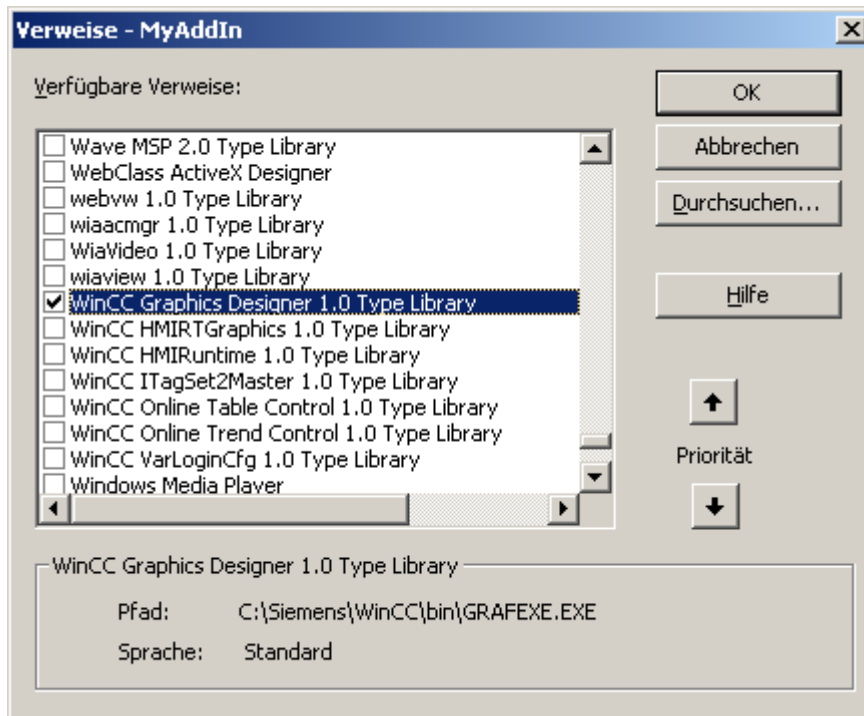 Verweise - MyAddIn
Verfügbare Verweise:
Wave MSP 2.0 Type Library
WebClass ActiveX Designer
webvw 1.0 Type Library
wiaacmgr 1.0 Type Library
WiaVideo 1.0 Type Library
wiaview 1.0 Type Library
WinCC Graphics Designer 1.0 Type Library
WinCC HMIRTGraphics 1.0 Type Library
WinCC HMIRuntime 1.0 Type Library
WinCC ITagSet2Master 1.0 Type Library
WinCC Online Table Control 1.0 Type Library
WinCC Online Trend Control 1.0 Type Library
WinCC VarLoginCfg 1.0 Type Library
Windows Media Player
OK
Abbrechen
Durchsuchen...
Hilfe
Priorität
WinCC Graphics Designer 1.0 Type Library
Pfad: C:\Siemens\WinCC\bin\GRAFEXE.EXE
Sprache: Standard